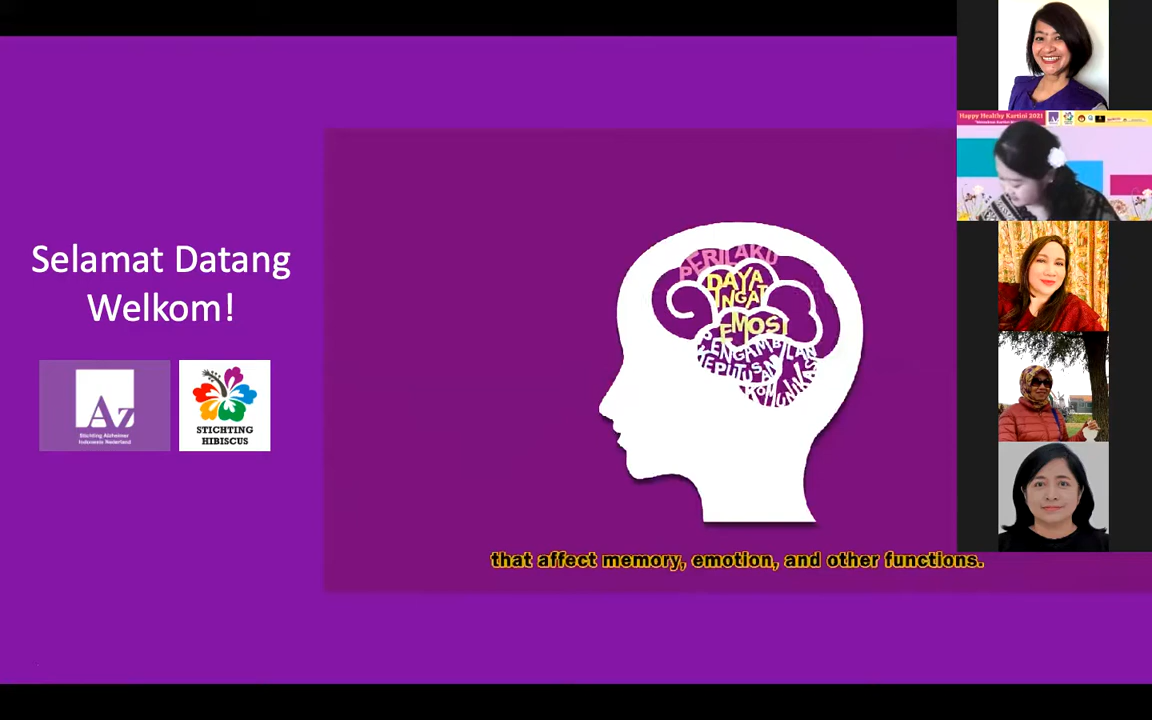 Selamat Datang
Welkom!
Az
Stichting Alzheimer
Indonesia Nederland
STICHTING
HIBISCUS
PERILAKU
DAYA
INGAT
EMOSI
PENGAMBILAN
KEPUTUSAN
KOMUNIKASI
that affect memory, emotion, and other functions.
Happy Healthy Kartini 2021